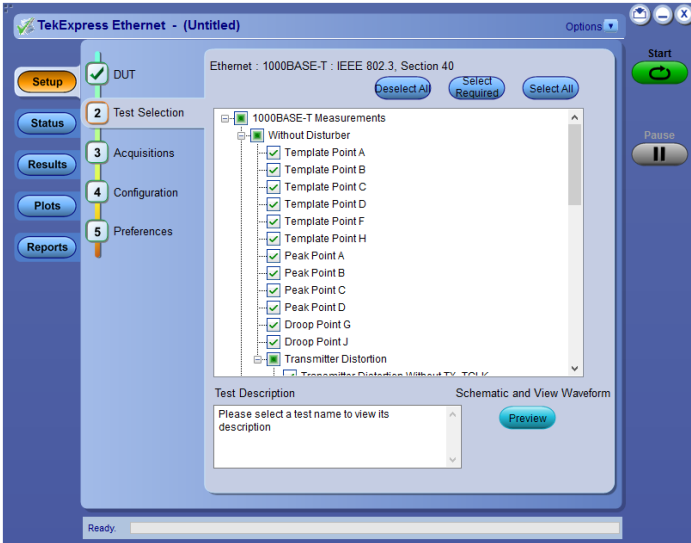 TekExpress Ethernet - (Untitled)
Options
Start
Setup
Status
Results
Plots
Reports
DUT
2 Test Selection
3 Acquisitions
4 Configuration
5 Preferences
Ethernet : 1000BASE-T : IEEE 802.3, Section 40
Deselect All
Select Required
Select All
1000BASE-T Measurements
Without Disturber
Template Point A
Template Point B
Template Point C
Template Point D
Template Point F
Template Point H
Peak Point A
Peak Point B
Peak Point C
Peak Point D
Droop Point G
Droop Point J
Transmitter Distortion
Transmitter Distortion Without TX_TCLK
Pause
Test Description
Schematic and View Waveform
Please select a test name to view its
description
Preview
Ready.